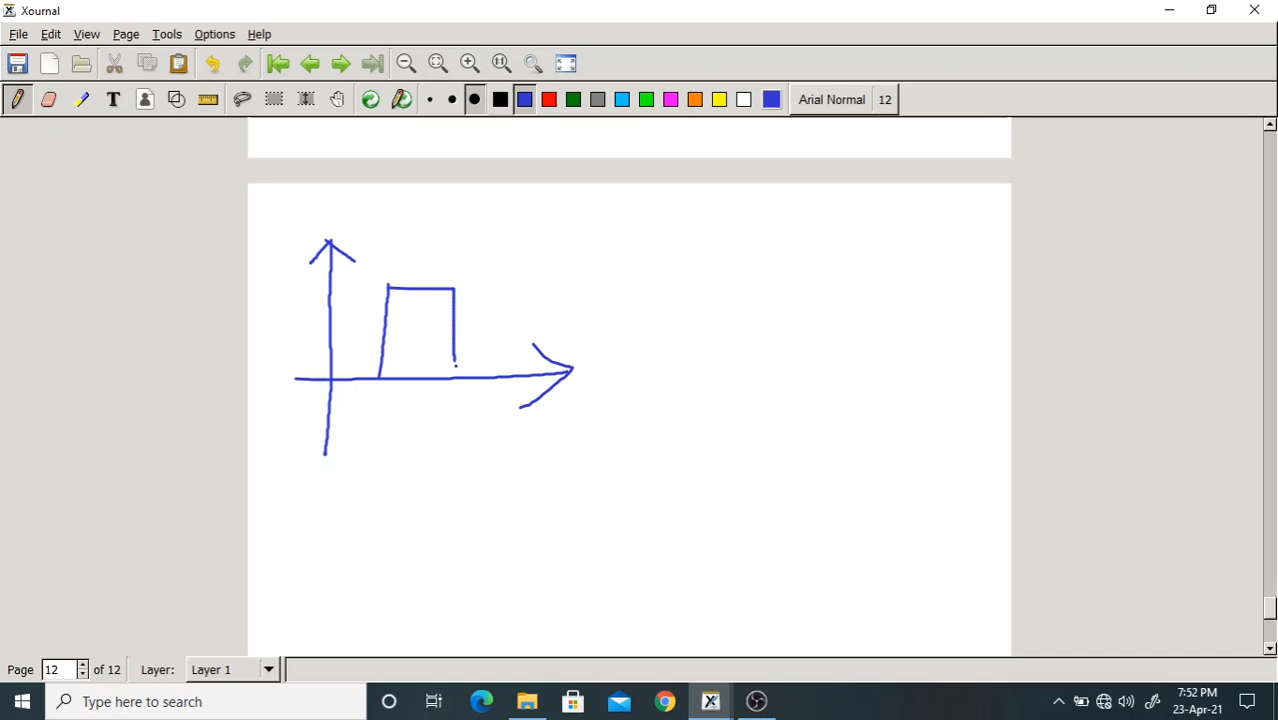 Xournal
File Edit View Page Tools Options Help
T Arial Normal 12
Page 12 of 12 Layer: Layer 1
Type here to search
7:52 PM
23-Apr-21